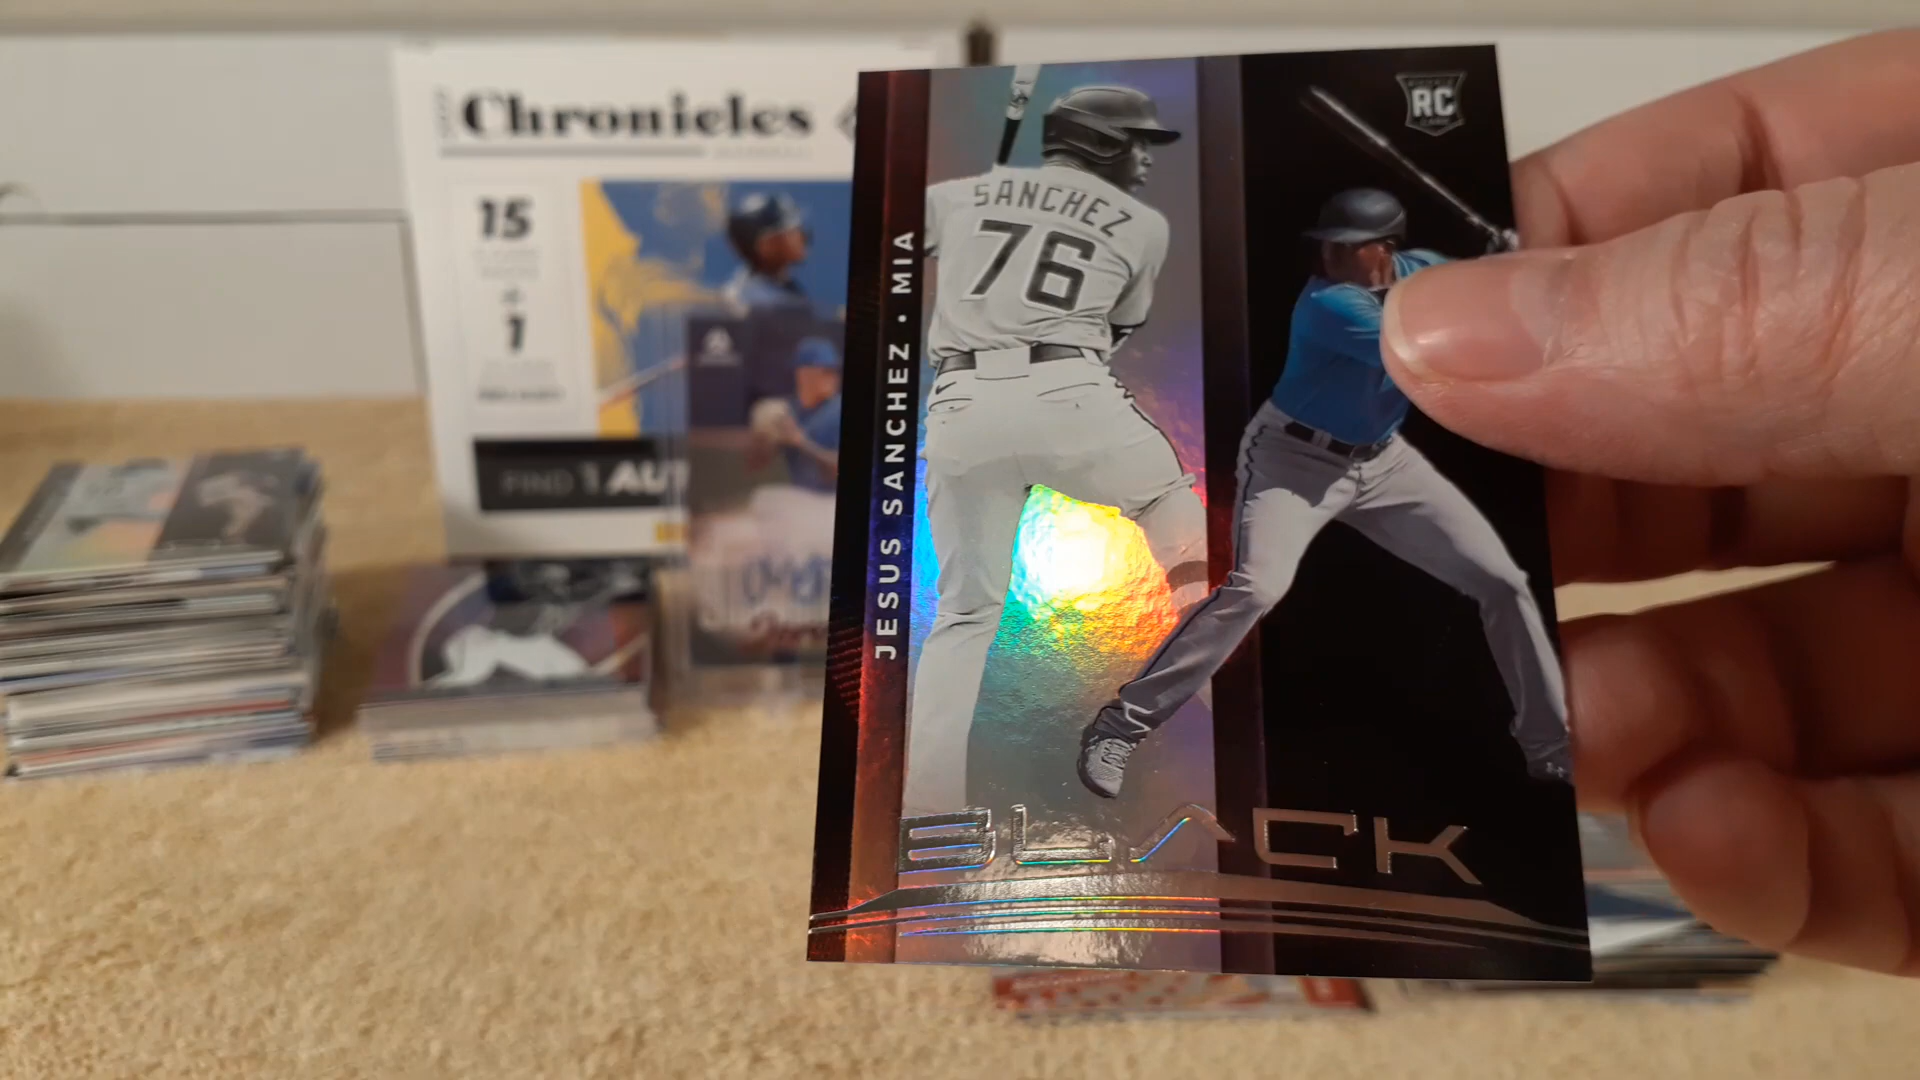 Chronicles
15
1
FIND 1 AU
RC
SANCHEZ
76
JESUS SANCHEZ • MIA
BLACK